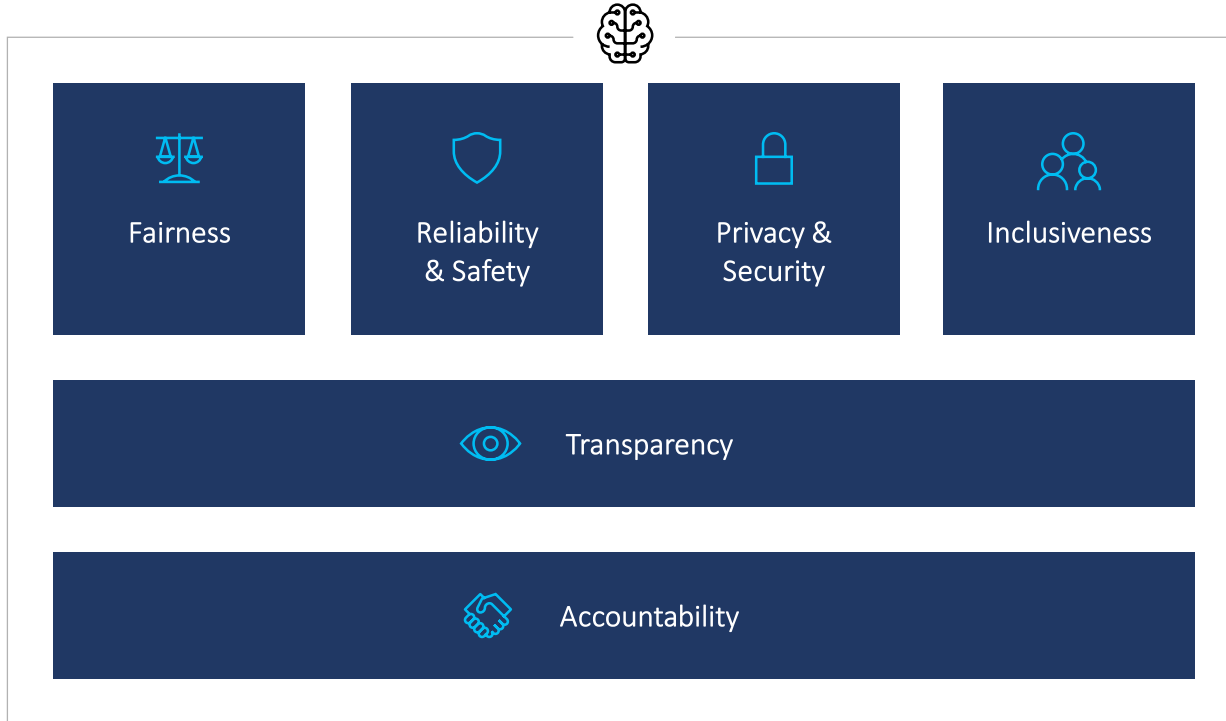 Fairness
Reliability
& Safety
Privacy &
Security
Inclusiveness
Transparency
Accountability